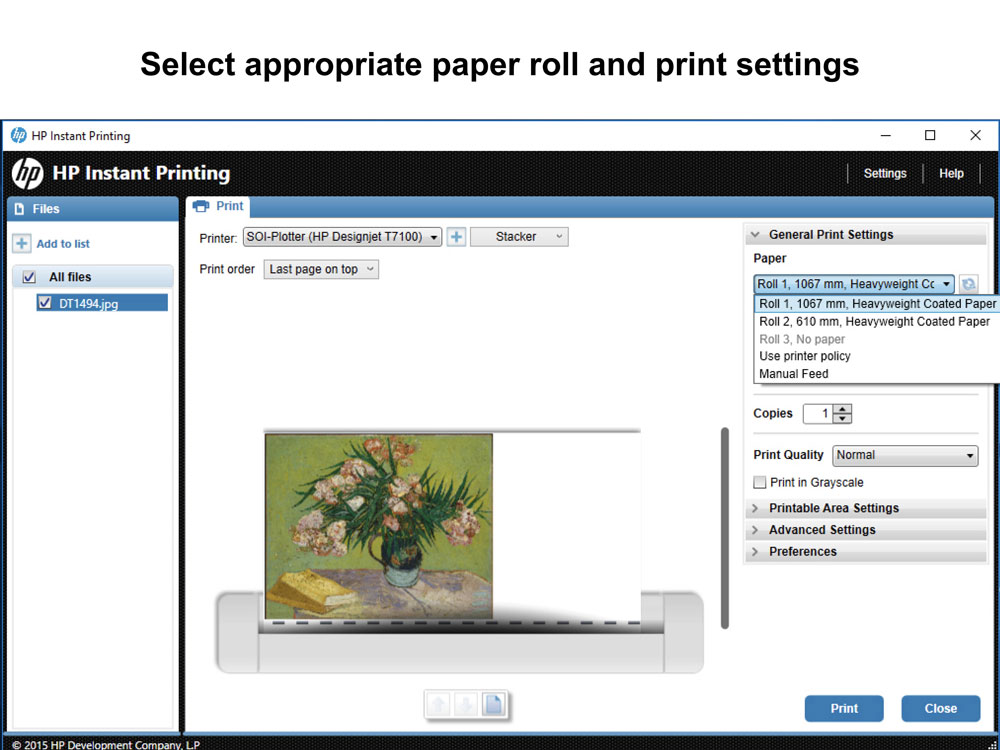 Select appropriate paper roll and print settings
HP Instant Printing
hp HP Instant Printing
Settings
Help
Files
Print
Add to list
All files
DT1494.jpg
Printer: SOI-Plotter (HP Designjet T7100)
Stacker
Print order Last page on top
General Print Settings
Paper
Roll 1, 1067 mm, Heavyweight Cc
Roll 1, 1067 mm, Heavyweight Coated Paper
Roll 2, 610 mm, Heavyweight Coated Paper
Roll 3, No paper
Use printer policy
Manual Feed
Copies 1
Print Quality Normal
Print in Grayscale
Printable Area Settings
Advanced Settings
Preferences
Print
Close
© 2015 HP Development Company, L.P